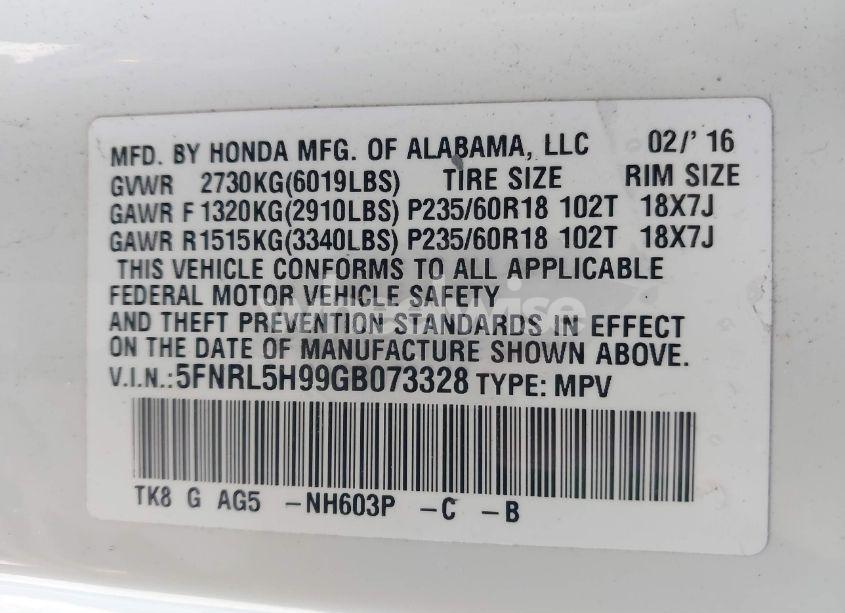 MFD. BY HONDA MFG. OF ALABAMA, LLC 02/' 16
GVWR 2730KG(6019LBS) TIRE SIZE RIM SIZE
GAWR F 1320KG(2910LBS) P235/60R18 102T 18X7J
GAWR R1515KG(3340LBS) P235/60R18 102T 18X7J
THIS VEHICLE CONFORMS TO ALL APPLICABLE
FEDERAL MOTOR VEHICLE SAFETY
AND THEFT PREVENTION STANDARDS IN EFFECT
ON THE DATE OF MANUFACTURE SHOWN ABOVE.
V.I.N.:5FNRL5H99GB073328 TYPE: MPV
TK8 G AG5 -NH603P -C -B